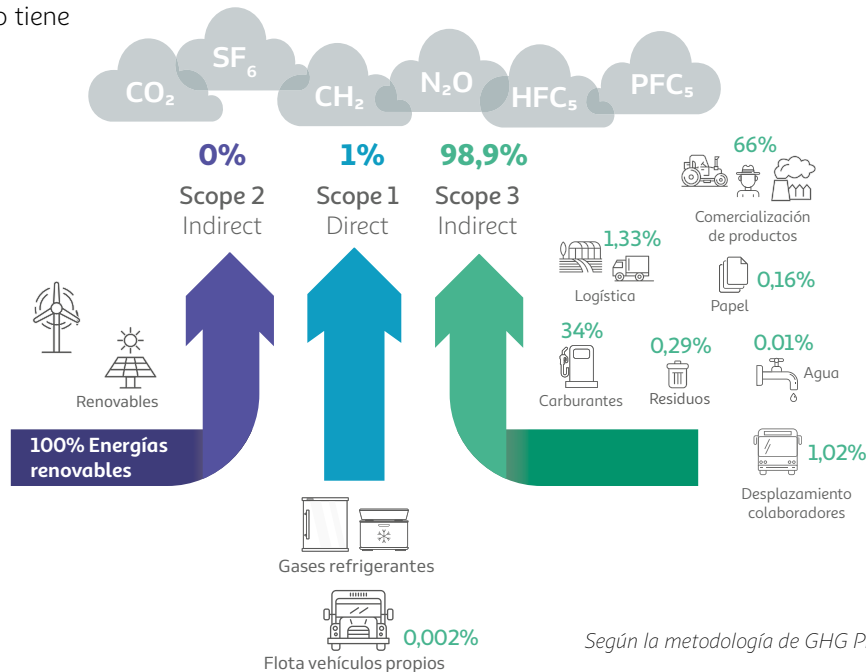 o tiene
CO₂
SF₆
CH₂
N₂O
HFC₅
PFC₅
0%
Scope 2
Indirect
1%
Scope 1
Direct
98,9%
Scope 3
Indirect
66%
Comercialización
de productos
1,33%
Logística
0,16%
Papel
34%
Carburantes
0,29%
Residuos
0.01%
Agua
1,02%
Desplazamiento
colaboradores
Renovables
100% Energías
renovables
Gases refrigerantes
0,002%
Flota vehículos propios
Según la metodología de GHG P